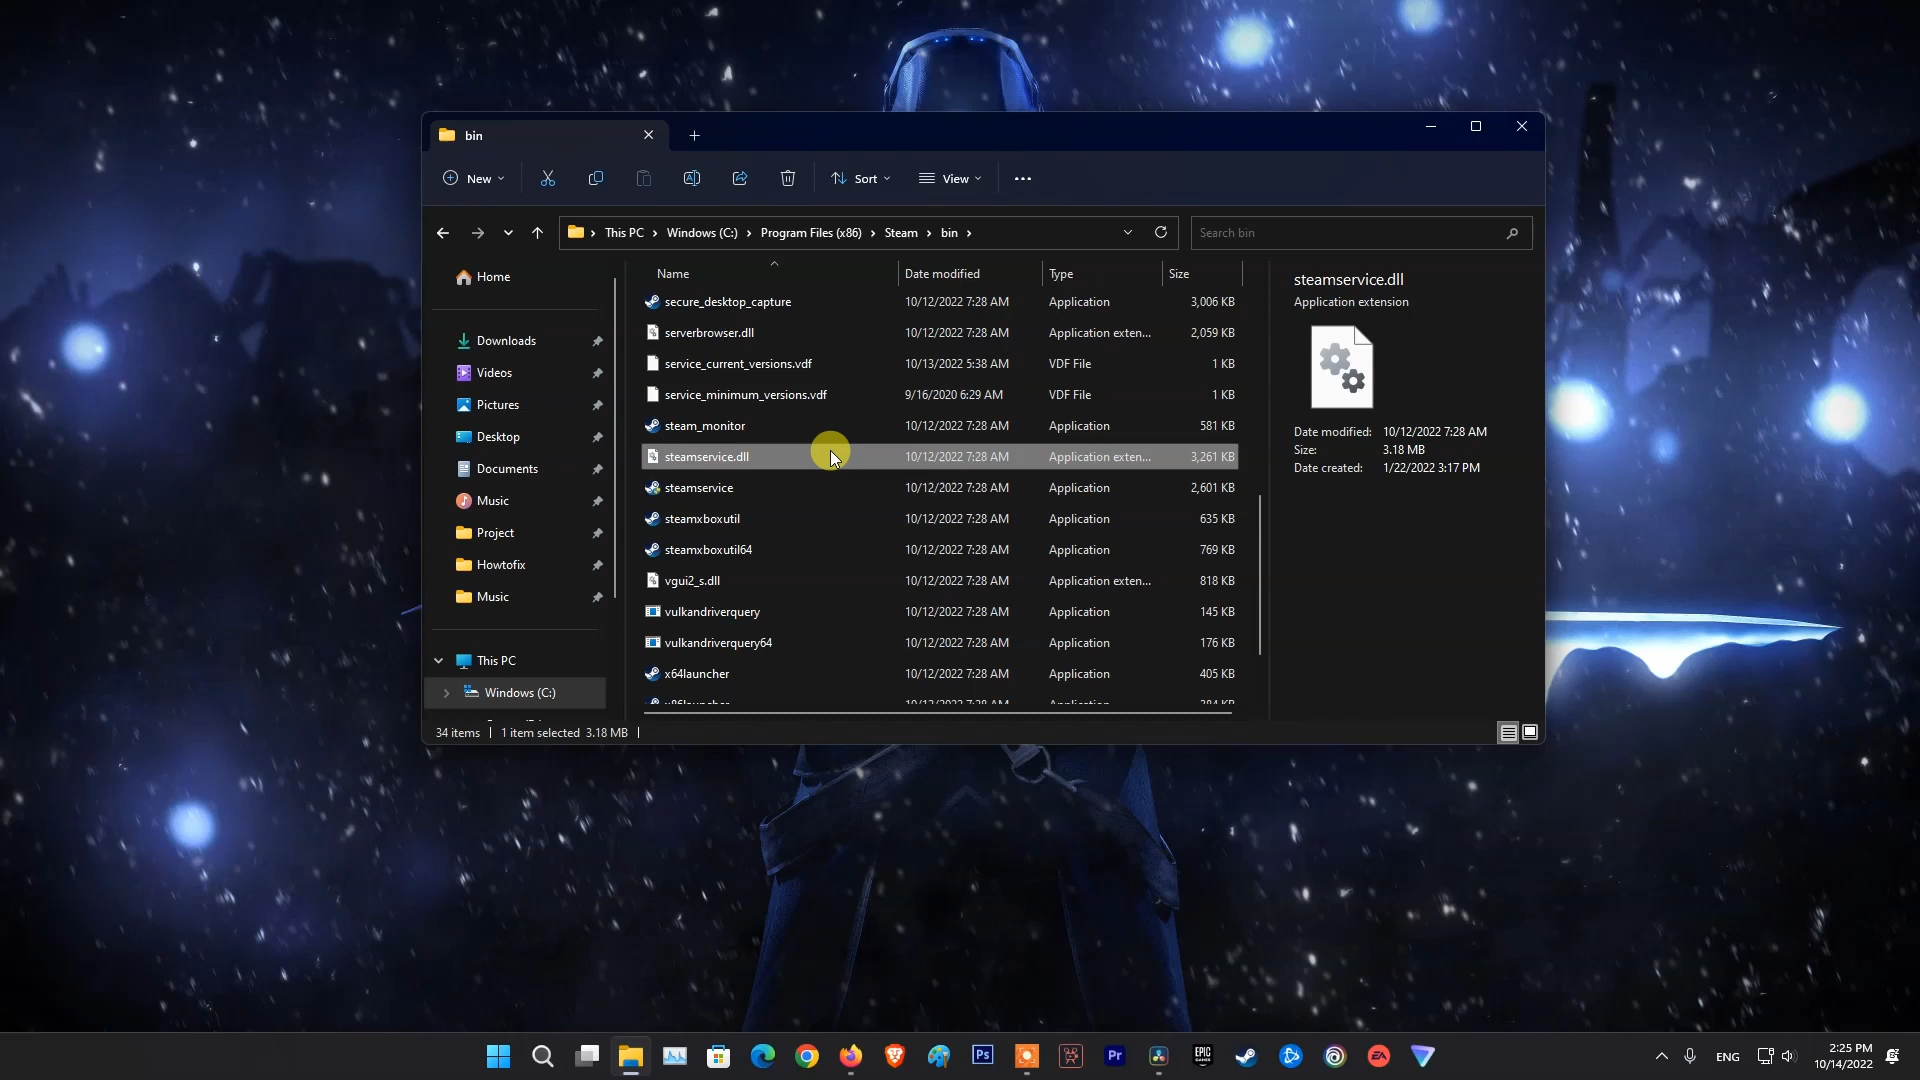 bin
New
Sort
View
This PC
Windows (C:)
Program Files (x86)
Steam
bin
Search bin
Home
Downloads
Videos
Pictures
Desktop
Documents
Music
Project
Howtofix
Music
This PC
Windows (C:)
Name Date modified Type Size
secure_desktop_capture 10/12/2022 7:28 AM Application 3,006 KB
serverbrowser.dll 10/12/2022 7:28 AM Application exten... 2,059 KB
service_current_versions.vdf 10/13/2022 5:38 AM VDF File 1 KB
service_minimum_versions.vdf 9/16/2020 6:29 AM VDF File 1 KB
steam_monitor 10/12/2022 7:28 AM Application 581 KB
steamservice.dll 10/12/2022 7:28 AM Application exten... 3,261 KB
steamservice 10/12/2022 7:28 AM Application 2,601 KB
steamxboxutil 10/12/2022 7:28 AM Application 635 KB
steamxboxutil64 10/12/2022 7:28 AM Application 769 KB
vgui2_s.dll 10/12/2022 7:28 AM Application exten... 818 KB
vulkandriverquery 10/12/2022 7:28 AM Application 145 KB
vulkandriverquery64 10/12/2022 7:28 AM Application 176 KB
x64launcher 10/12/2022 7:28 AM Application 405 KB
steamservice.dll
Application extension
Date modified: 10/12/2022 7:28 AM
Size: 3.18 MB
Date created: 1/22/2022 3:17 PM
34 items 1 item selected 3.18 MB
Ps
Pr
EPIC
GAMES
EA
ENG
2:25 PM
10/14/2022